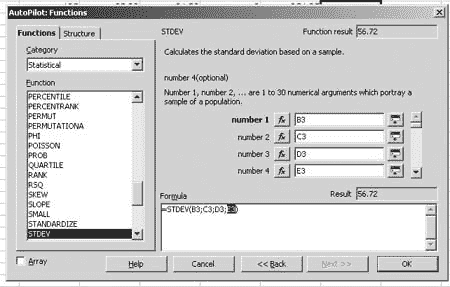 AutoPilot: Functions
Functions
Structure
Category
Statistical
Function
PERCENTILE
PERCENTRANK
PERMUT
PERMUTATIONA
PHI
POISSON
PROB
QUARTILE
RANK
RSQ
SKEW
SLOPE
SMALL
STANDARDIZE
STDEV
STDEV
Function result 56.72
Calculates the standard deviation based on a sample.
number 4(optional)
Number 1, number 2, ... are 1 to 30 numerical arguments which portray a
sample of a population.
number 1 fx B3
number 2 fx C3
number 3 fx D3
number 4 fx E3
Formula
Result 56.72
=STDEV(B3;C3;D3;E3)
Array
Help
Cancel
<< Back
Next >>
OK